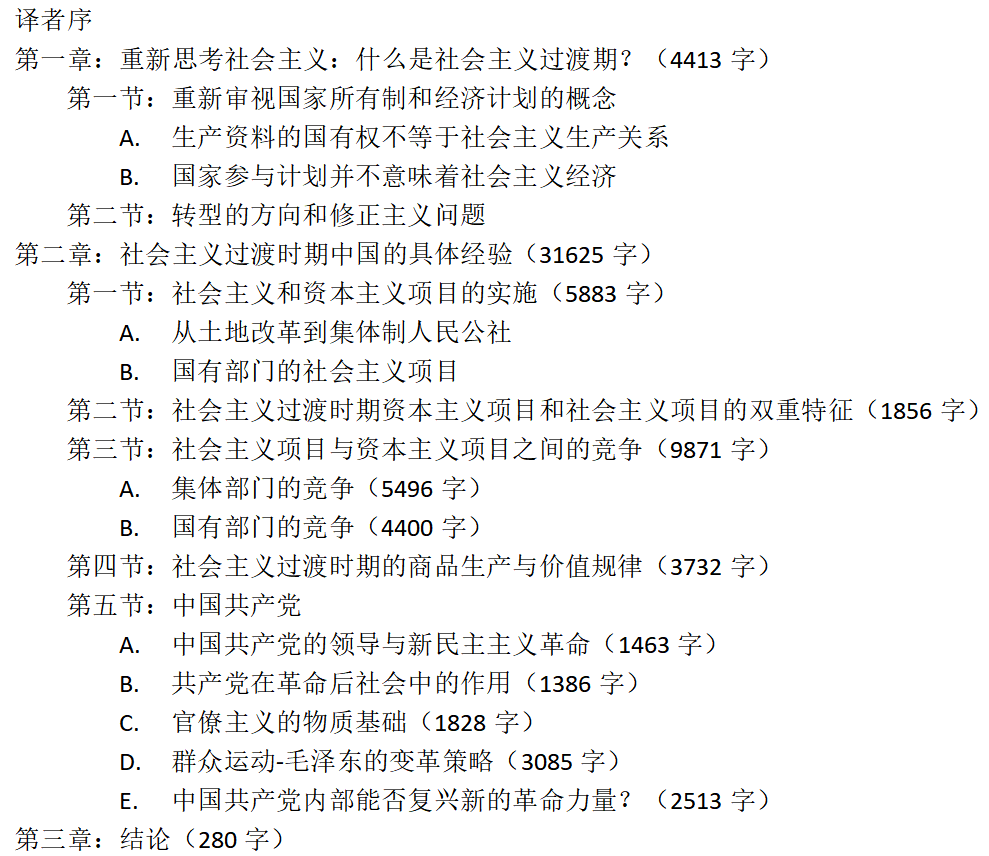 译者序
第一章：重新思考社会主义：什么是社会主义过渡期？（4413 字）
第一节：重新审视国家所有制和经济计划的概念
A. 生产资料的国有权不等于社会主义生产关系
B. 国家参与计划并不意味着社会主义经济
第二节：转型的方向和修正主义问题
第二章：社会主义过渡时期中国的具体经验（31625 字）
第一节：社会主义和资本主义项目的实施（5883 字）
A. 从土地改革到集体制人民公社
B. 国有部门的社会主义项目
第二节：社会主义过渡时期资本主义项目和社会主义项目的双重特征（1856 字）
第三节：社会主义项目与资本主义项目之间的竞争（9871 字）
A. 集体部门的竞争（5496 字）
B. 国有部门的竞争（4400 字）
第四节：社会主义过渡时期的商品生产与价值规律（3732 字）
第五节：中国共产党
A. 中国共产党的领导与新民主主义革命（1463 字）
B. 共产党在革命后社会中的作用（1386 字）
C. 官僚主义的物质基础（1828 字）
D. 群众运动-毛泽东的变革策略（3085 字）
E. 中国共产党内部能否复兴新的革命力量？（2513 字）
第三章：结论（280 字）